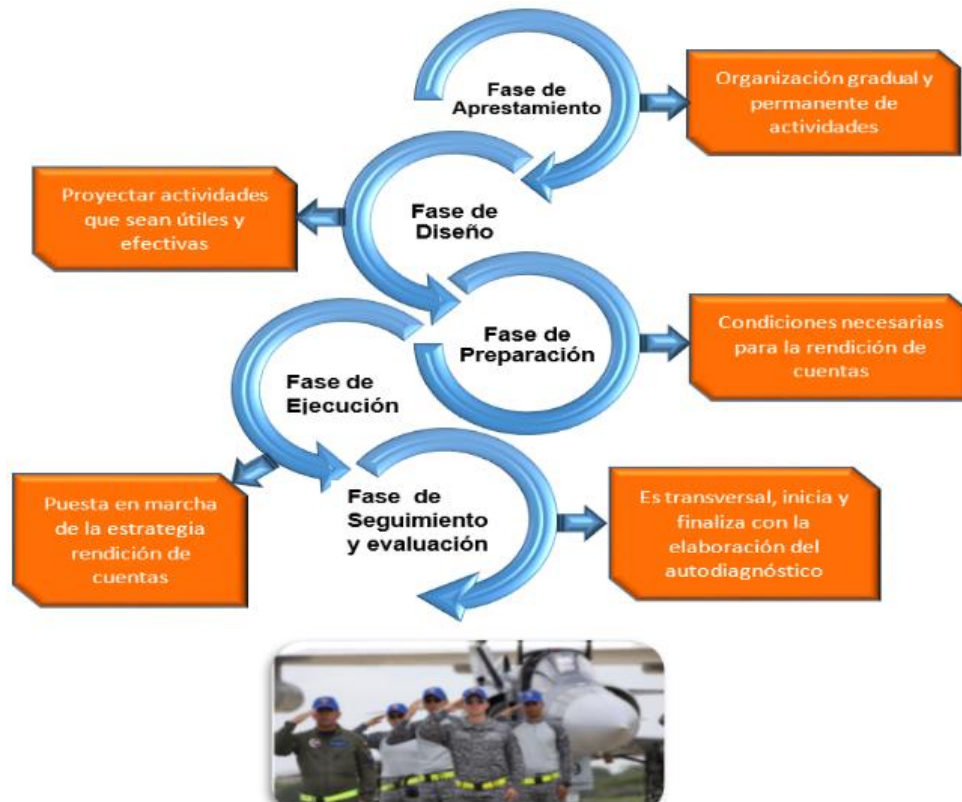 Fase de
Aprestamiento
Organización gradual y
permanente de
actividades
Fase de
Diseño
Proyectar actividades
que sean útiles y
efectivas
Fase de
Preparación
Condiciones necesarias
para la rendición de
cuentas
Fase de
Ejecución
Puesta en marcha
de la estrategia
rendición de
cuentas
Fase de
Seguimiento
y evaluación
Es transversal, inicia y
finaliza con la
elaboración del
autodiagnóstico